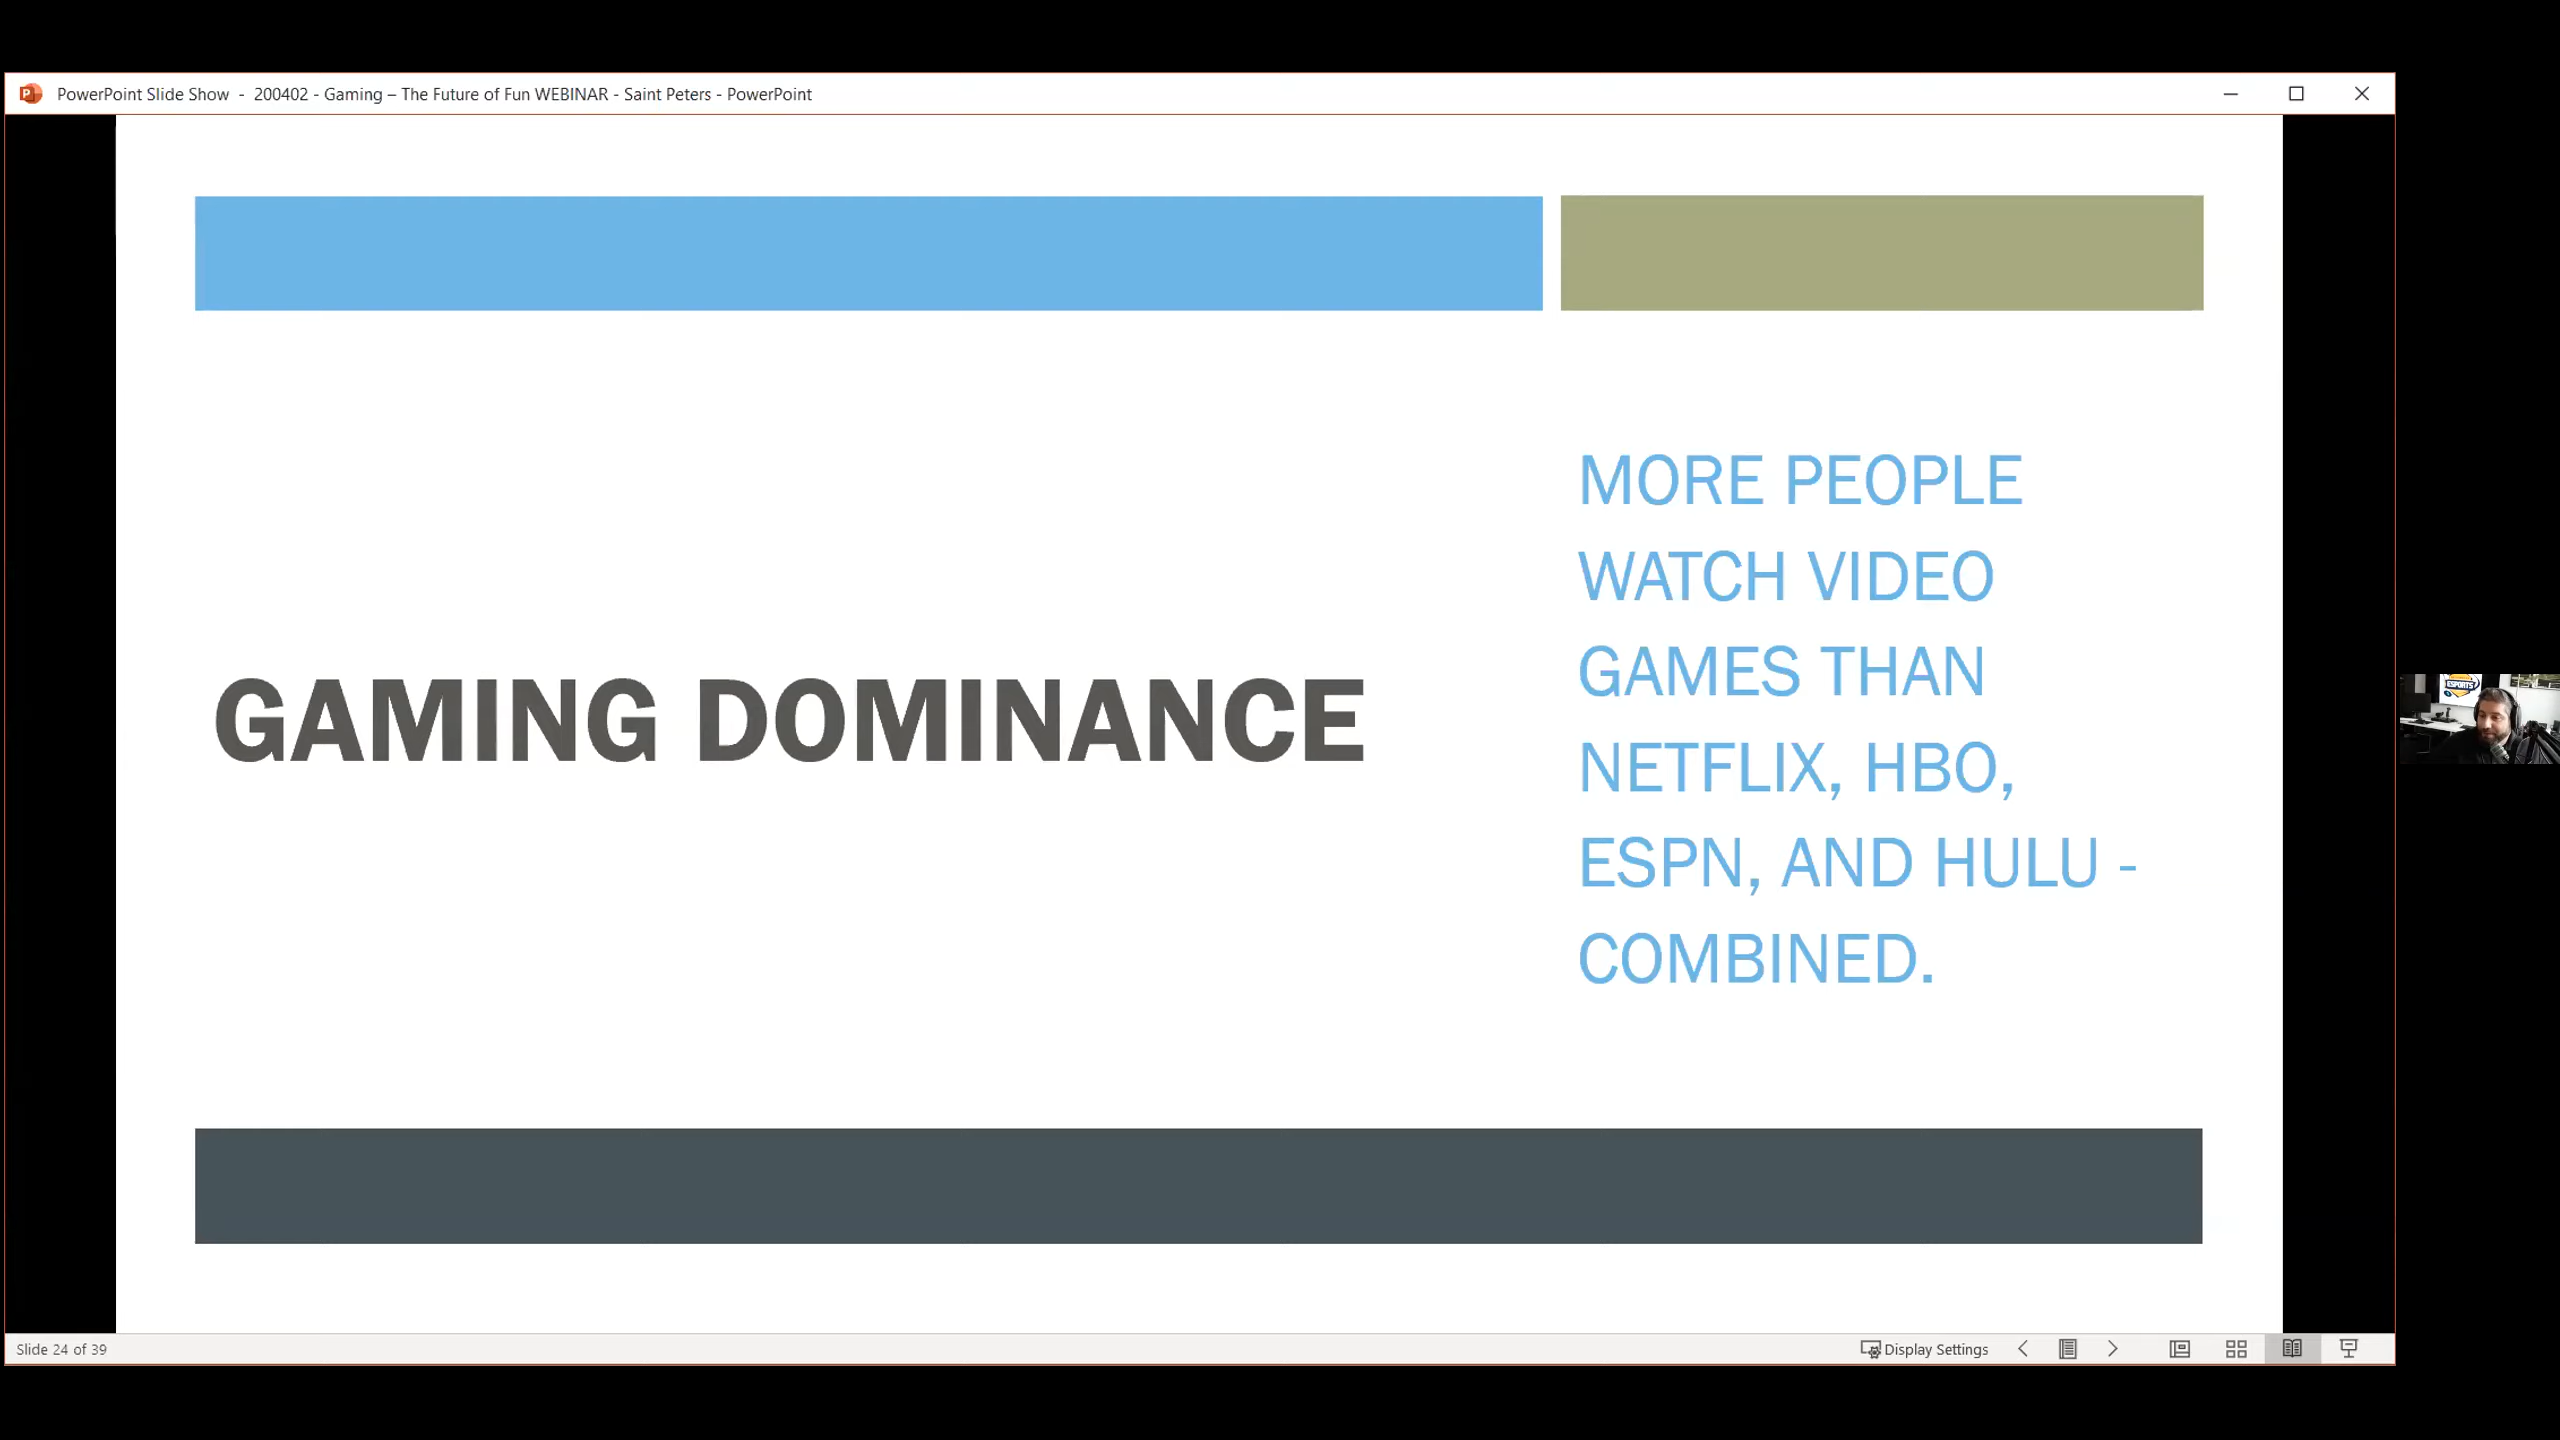 PowerPoint Slide Show - 200402 - Gaming – The Future of Fun WEBINAR - Saint Peters - PowerPoint
GAMING DOMINANCE
MORE PEOPLE
WATCH VIDEO
GAMES THAN
NETFLIX, HBO,
ESPN, AND HULU -
COMBINED.
ESPORTS
Slide 24 of 39
Display Settings